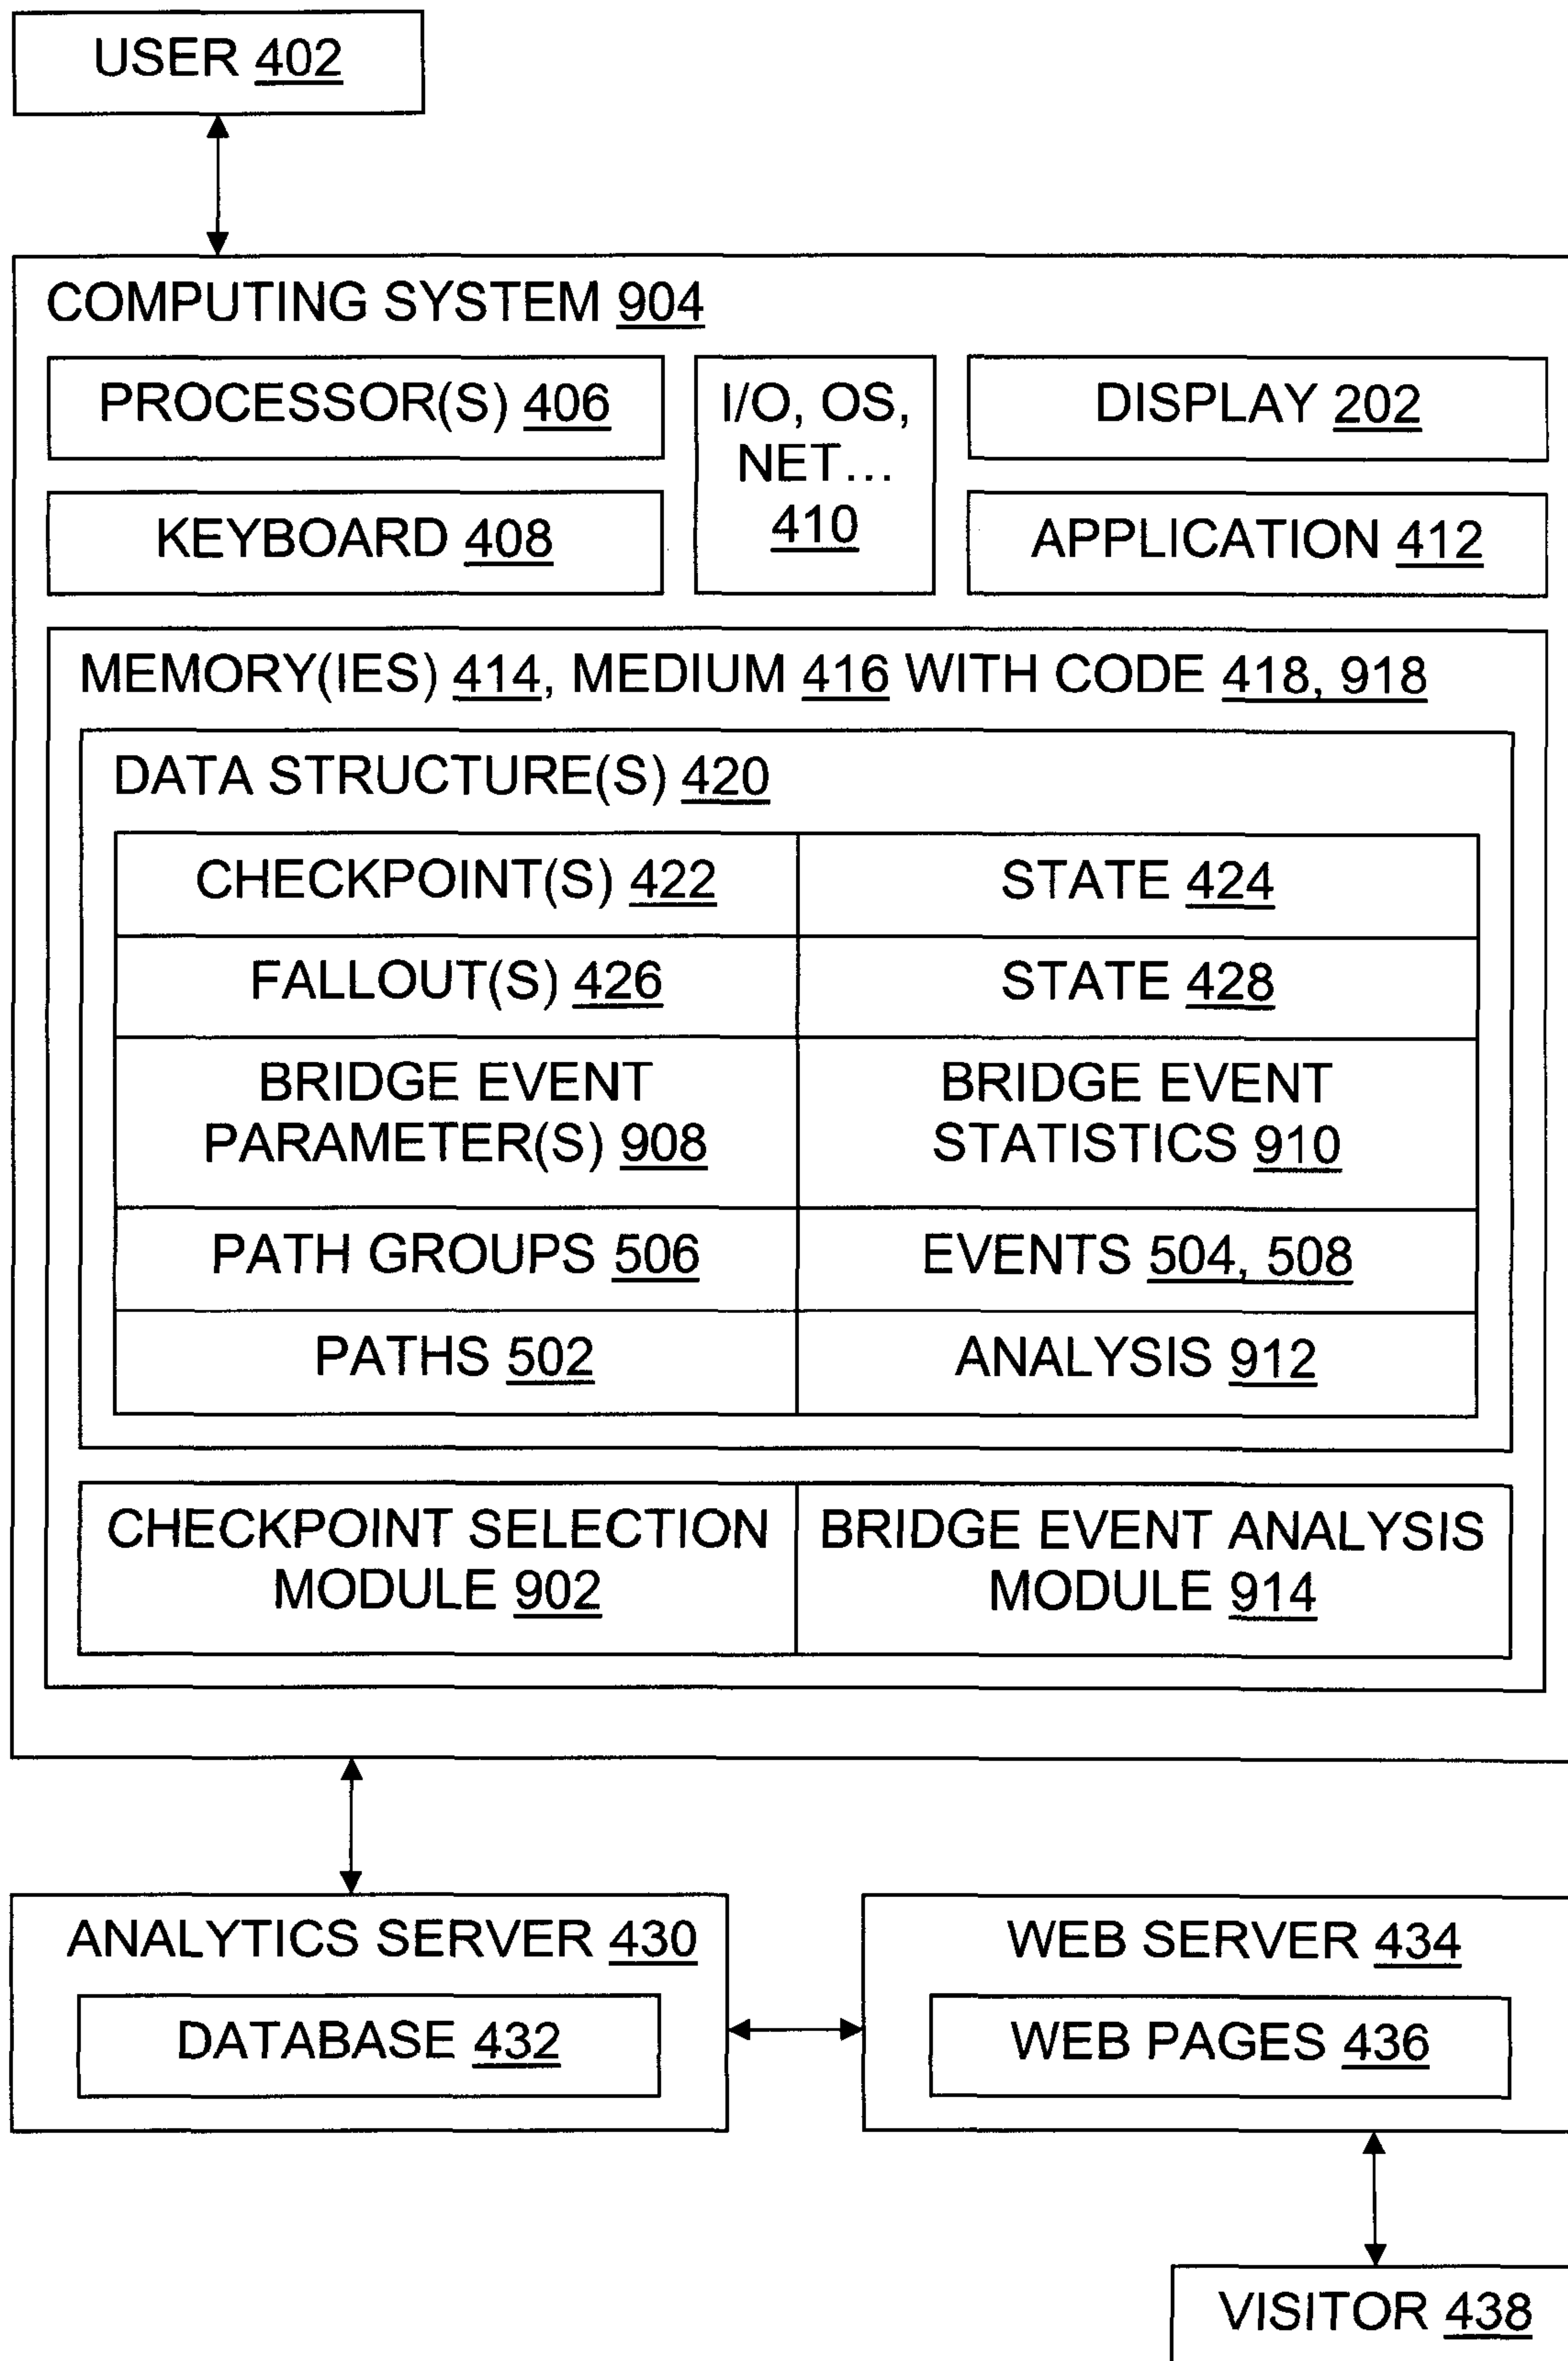 USER 402
COMPUTING SYSTEM 904
PROCESSOR(S) 406
I/O, OS,
NET...
410
DISPLAY 202
KEYBOARD 408
APPLICATION 412
MEMORY(IES) 414, MEDIUM 416 WITH CODE 418, 918
DATA STRUCTURE(S) 420
CHECKPOINT(S) 422
STATE 424
FALLOUT(S) 426
STATE 428
BRIDGE EVENT
PARAMETER(S) 908
BRIDGE EVENT
STATISTICS 910
PATH GROUPS 506
EVENTS 504, 508
PATHS 502
ANALYSIS 912
CHECKPOINT SELECTION
MODULE 902
BRIDGE EVENT ANALYSIS
MODULE 914
ANALYTICS SERVER 430
DATABASE 432
WEB SERVER 434
WEB PAGES 436
VISITOR 438